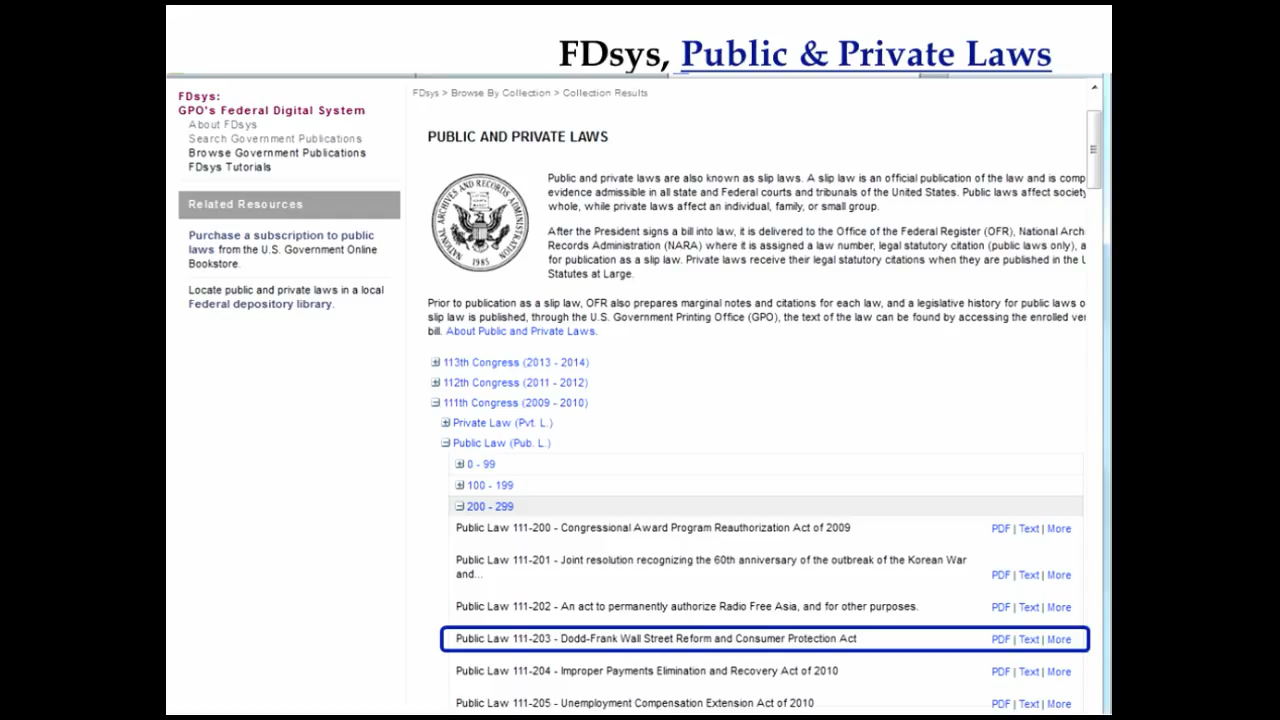 FDsys, Public & Private Laws
FDsys:
GPO's Federal Digital System
About FDsys
Search Government Publications
Browse Government Publications
FDsys Tutorials
Related Resources
Purchase a subscription to public
laws from the U.S. Government Online
Bookstore.
Locate public and private laws in a local
Federal depository library.
FDsys > Browse By Collection > Collection Results
PUBLIC AND PRIVATE LAWS
NATIONAL ARCHIVES AND RECORDS ADMINISTRATION
1985
Public and private laws are also known as slip laws. A slip law is an official publication of the law and is comp
evidence admissible in all state and Federal courts and tribunals of the United States. Public laws affect society
whole, while private laws affect an individual, family, or small group.
After the President signs a bill into law, it is delivered to the Office of the Federal Register (OFR), National Arch
Records Administration (NARA) where it is assigned a law number, legal statutory citation (public laws only), a
for publication as a slip law. Private laws receive their legal statutory citations when they are published in the U
Statutes at Large.
Prior to publication as a slip law, OFR also prepares marginal notes and citations for each law, and a legislative history for public laws o
slip law is published, through the U.S. Government Printing Office (GPO), the text of the law can be found by accessing the enrolled ver
bill. About Public and Private Laws.
113th Congress (2013 - 2014)
112th Congress (2011 - 2012)
111th Congress (2009 - 2010)
Private Law (Pvt. L.)
Public Law (Pub. L.)
0 - 99
100 - 199
200 - 299
Public Law 111-200 - Congressional Award Program Reauthorization Act of 2009 PDF | Text | More
Public Law 111-201 - Joint resolution recognizing the 60th anniversary of the outbreak of the Korean War
and... PDF | Text | More
Public Law 111-202 - An act to permanently authorize Radio Free Asia, and for other purposes. PDF | Text | More
Public Law 111-203 - Dodd-Frank Wall Street Reform and Consumer Protection Act PDF | Text | More
Public Law 111-204 - Improper Payments Elimination and Recovery Act of 2010 PDF | Text | More
Public Law 111-205 - Unemployment Compensation Extension Act of 2010 PDF | Text | More